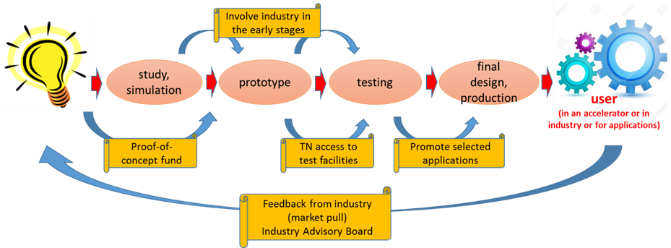 Involve industry in
the early stages
study,
simulation
prototype
testing
final
design,
production
user
(in an accelerator or in
industry or for applications)
Proof-of-
concept fund
TN access to
test facilities
Promote selected
applications
Feedback from industry
(market pull)
Industry Advisory Board